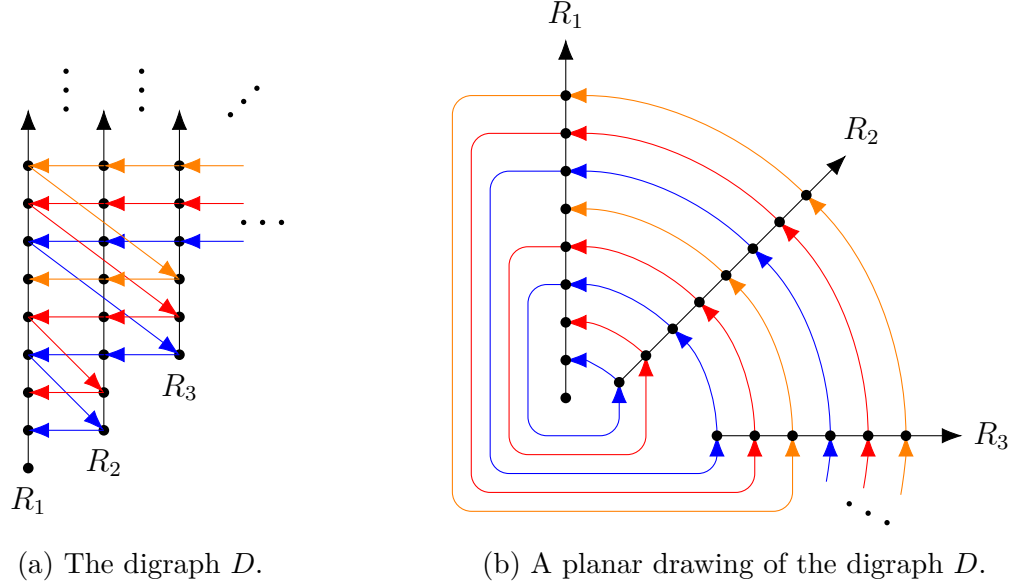 R₁
R₂
R₃
R₁
R₂
R₃
(a) The digraph D.
(b) A planar drawing of the digraph D.